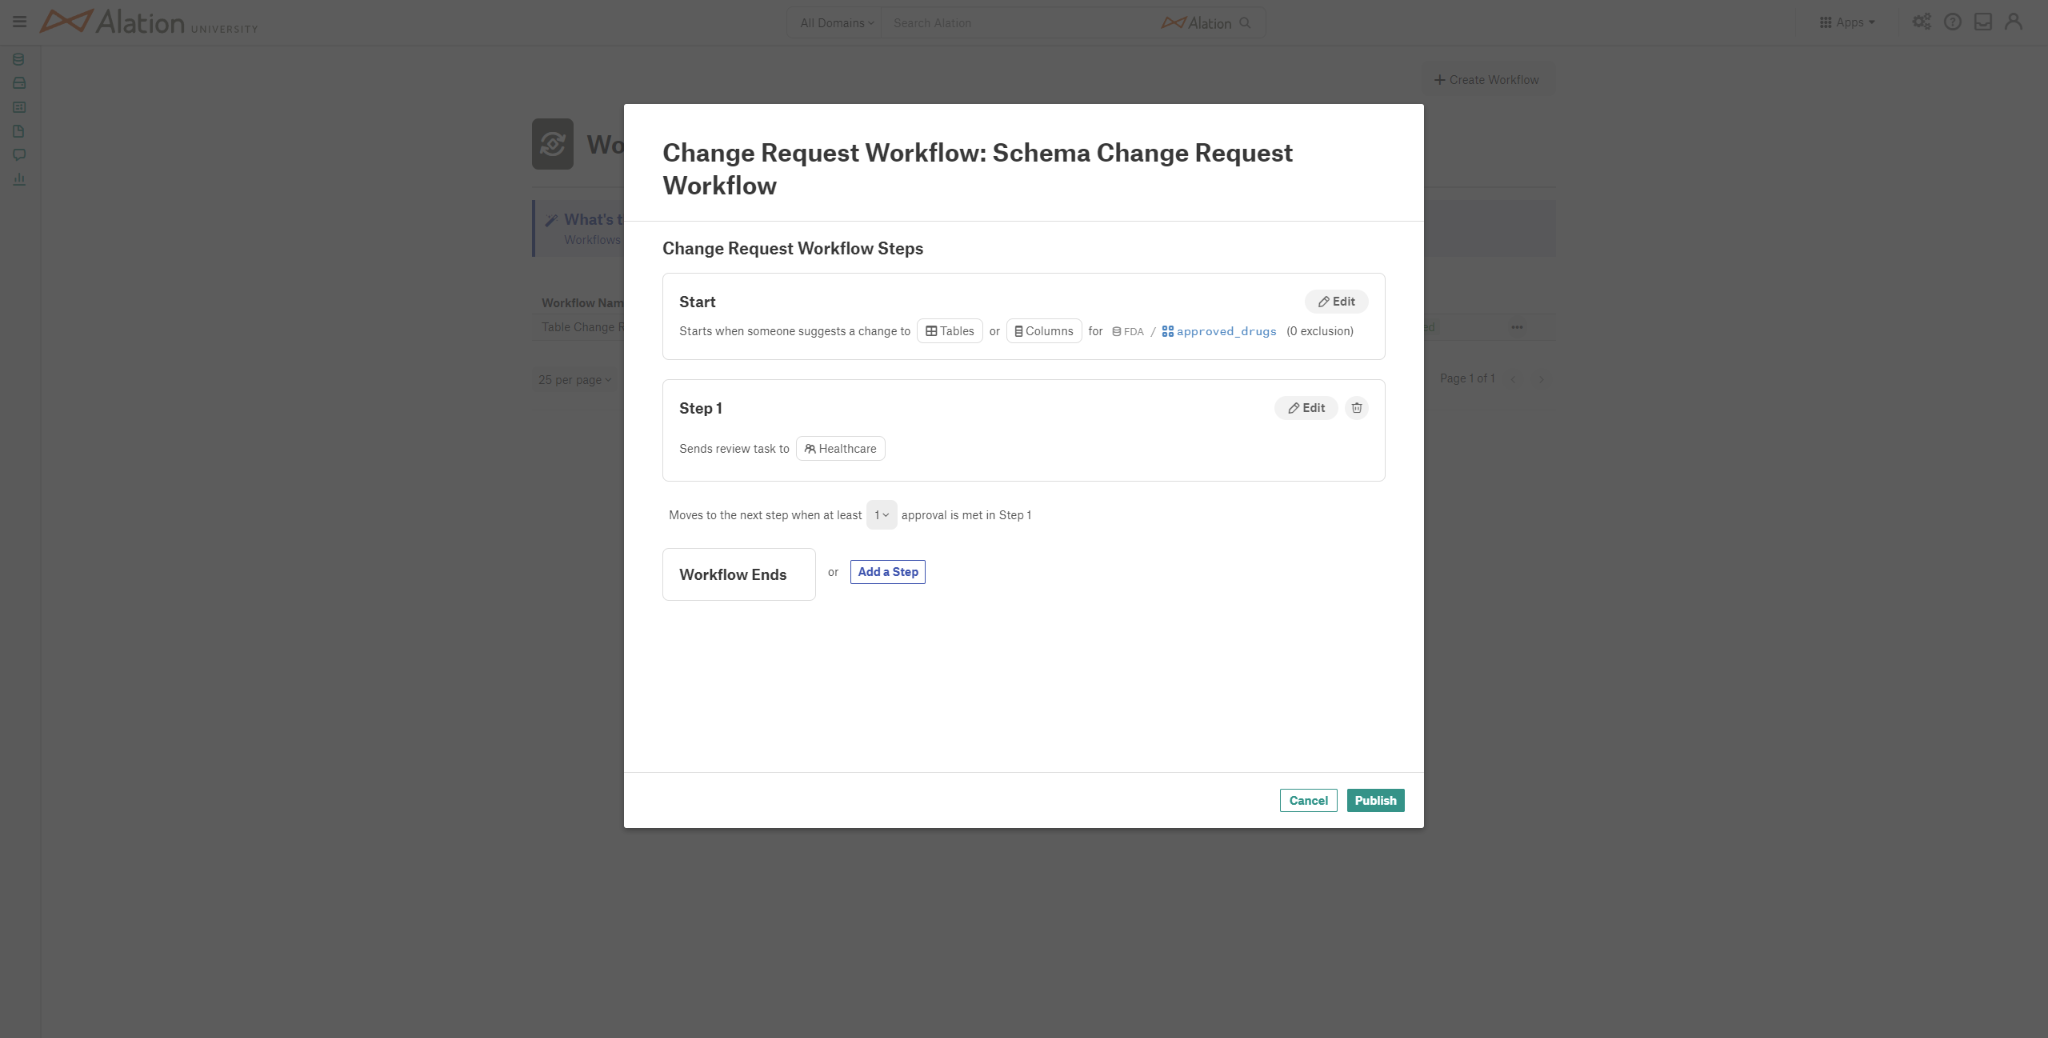 Alation UNIVERSITY
All Domains Search Alation Alation
Apps
Create Workflow
Wo
What's t
Workflows
Workflow Nam
Table Change R ed
25 per page
Page 1 of 1
Change Request Workflow: Schema Change Request
Workflow
Change Request Workflow Steps
Start Edit
Starts when someone suggests a change to Tables or Columns for FDA / approved_drugs (0 exclusion)
Step 1 Edit
Sends review task to Healthcare
Moves to the next step when at least 1 approval is met in Step 1
Workflow Ends or Add a Step
Cancel Publish